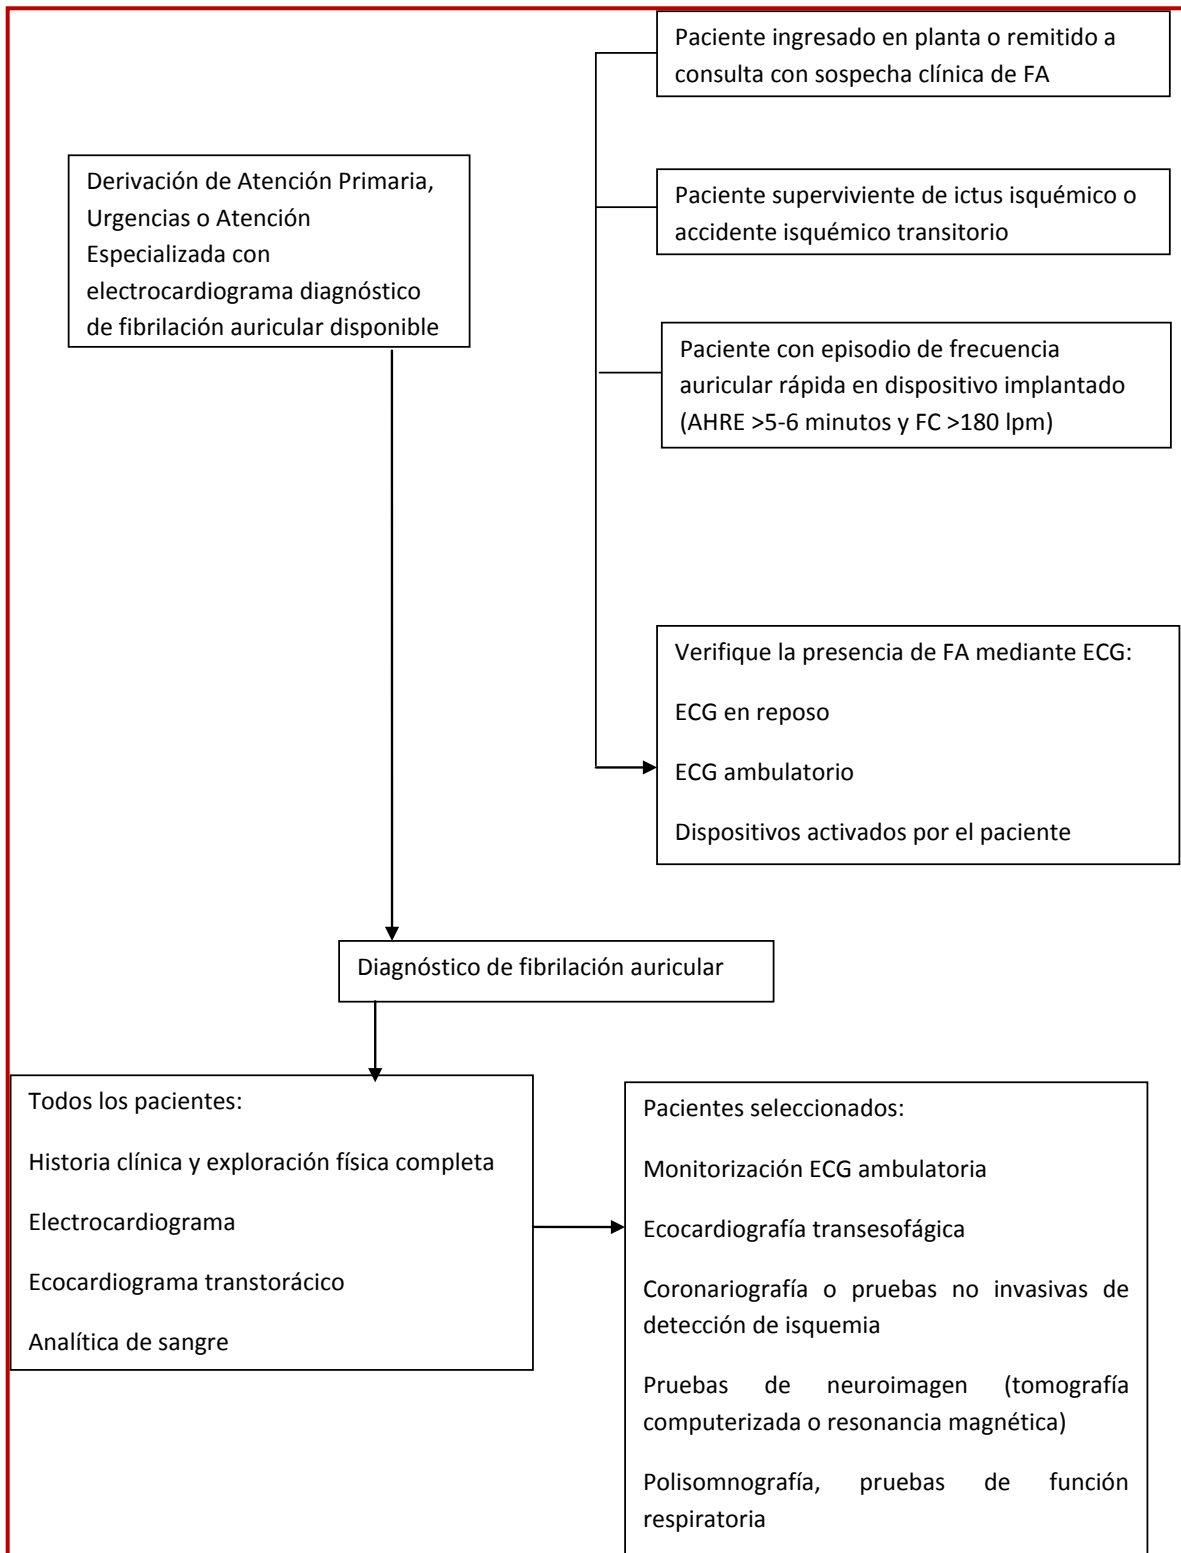 Paciente ingresado en planta o remitido a
consulta con sospecha clínica de FA
Derivación de Atención Primaria,
Urgencias o Atención
Especializada con
electrocardiograma diagnóstico
de fibrilación auricular disponible
Paciente superviviente de ictus isquémico o
accidente isquémico transitorio
Paciente con episodio de frecuencia
auricular rápida en dispositivo implantado
(AHRE >5-6 minutos y FC >180 lpm)
Verifique la presencia de FA mediante ECG:
ECG en reposo
ECG ambulatorio
Dispositivos activados por el paciente
Diagnóstico de fibrilación auricular
Todos los pacientes:
Historia clínica y exploración física completa
Electrocardiograma
Ecocardiograma transtorácico
Analítica de sangre
Pacientes seleccionados:
Monitorización ECG ambulatoria
Ecocardiografía transesofágica
Coronariografía o pruebas no invasivas de
detección de isquemia
Pruebas de neuroimagen (tomografía
computerizada o resonancia magnética)
Polisomnografía, pruebas de función
respiratoria